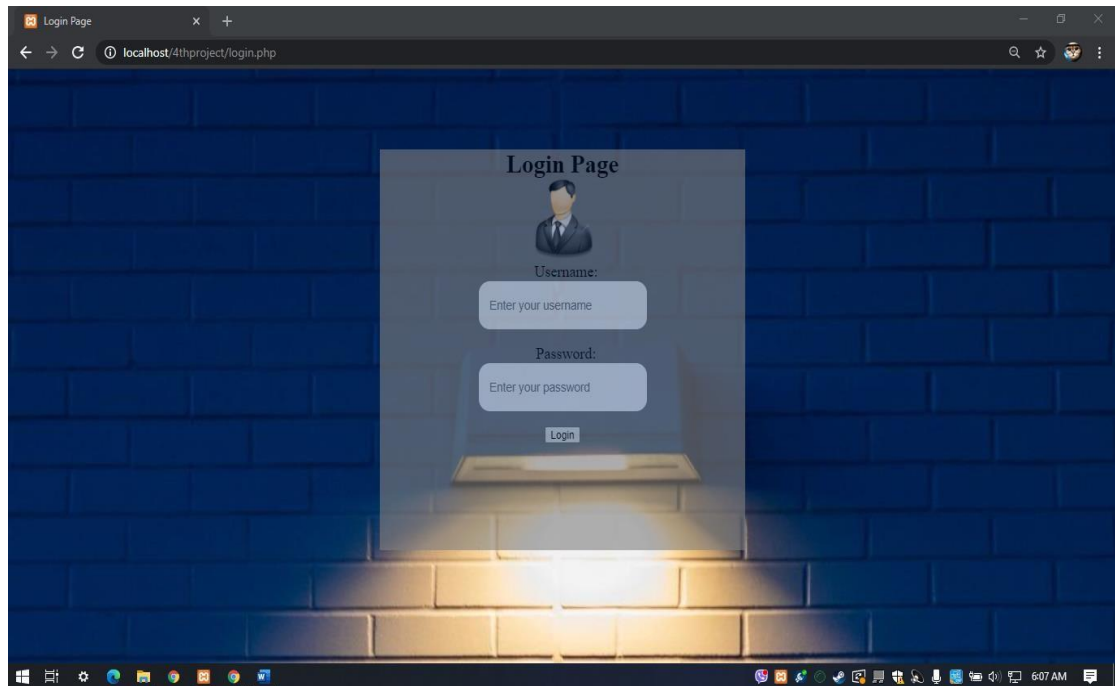 Login Page
localhost/4thproject/login.php
Login Page
Username:
Enter your username
Password:
Enter your password
Login
6:07 AM